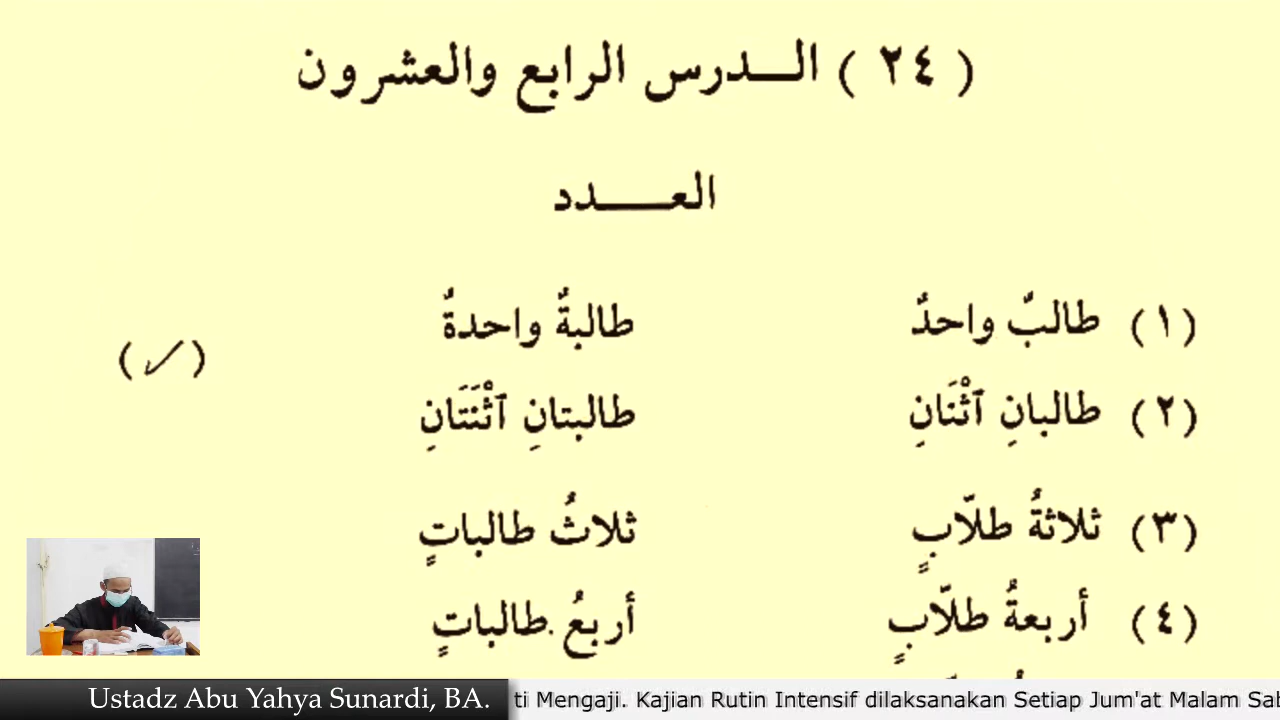 ( ٢٤ ) الـــدرس الرابع والعشرون
العـــــدد
(١) طالبٌ واحدٌ طالبةٌ واحدةٌ
(✓)
(٢) طالبانِ ٱثْنَانِ طالبتانِ ٱثْنَتَانِ
(٣) ثلاثةُ طلّابٍ ثلاثُ طالباتٍ
(٤) أربعةُ طلّابٍ أربعُ طالباتٍ
Ustadz Abu Yahya Sunardi, BA.
ti Mengaji. Kajian Rutin Intensif dilaksanakan Setiap Jum'at Malam Sab